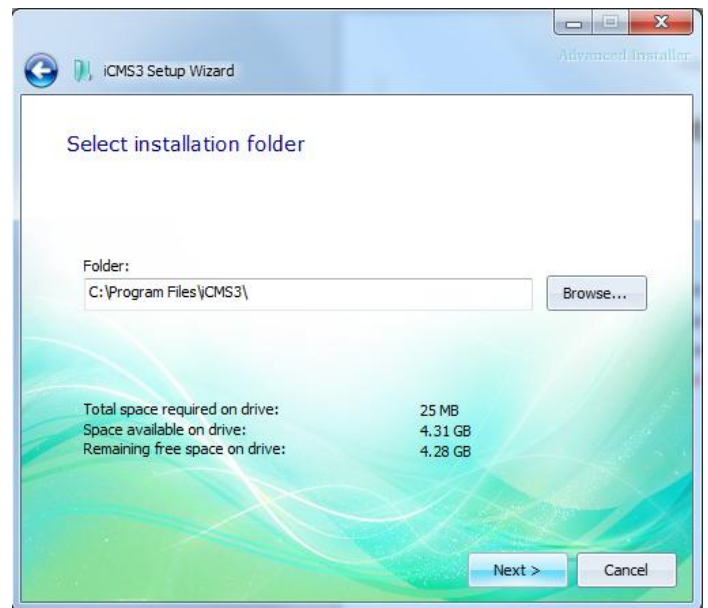 Advanced Installer
iCMS3 Setup Wizard
Select installation folder
Folder:
C:\Program Files\iCMS3\
Browse...
Total space required on drive: 25 MB
Space available on drive: 4.31 GB
Remaining free space on drive: 4.28 GB
Next >
Cancel